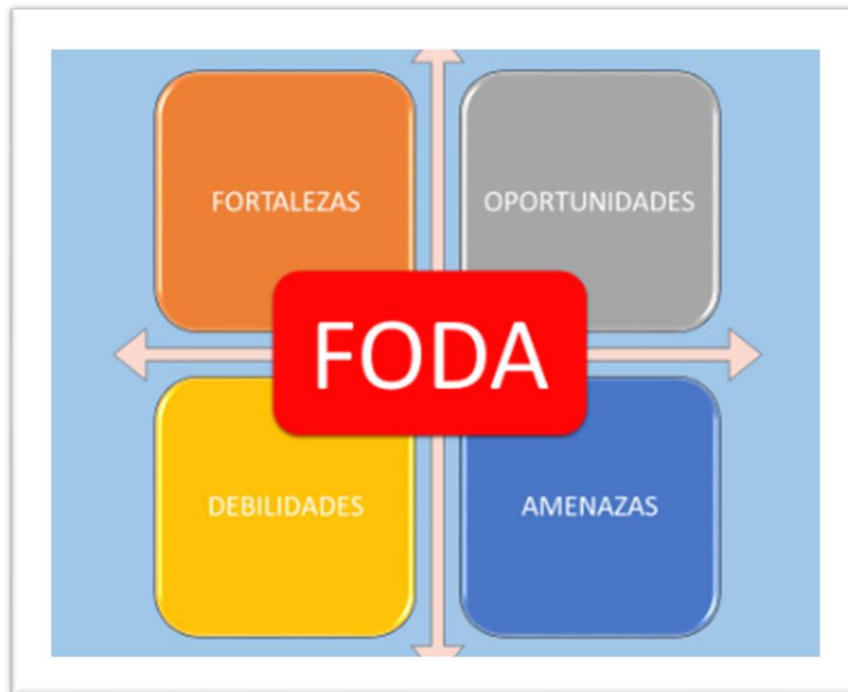 FORTALEZAS
OPORTUNIDADES
FODA
DEBILIDADES
AMENAZAS